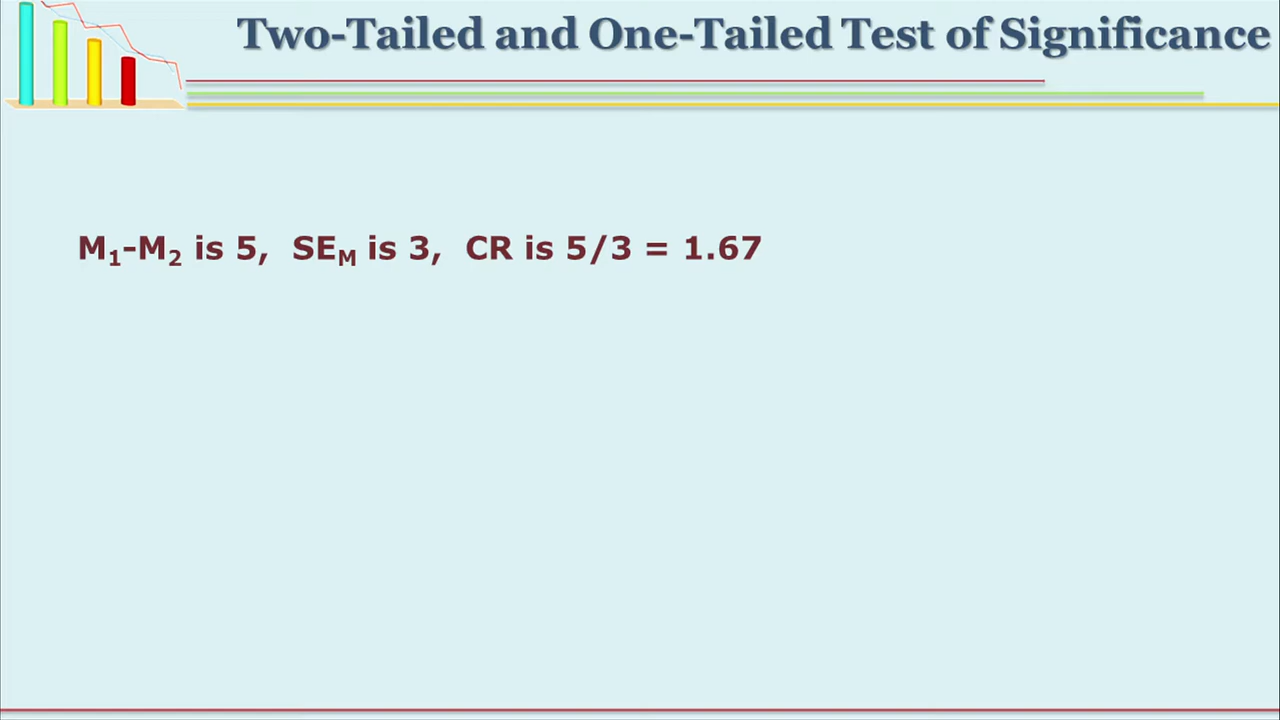 Two-Tailed and One-Tailed Test of Significance
M₁-M₂ is 5, SEM is 3, CR is 5/3 = 1.67